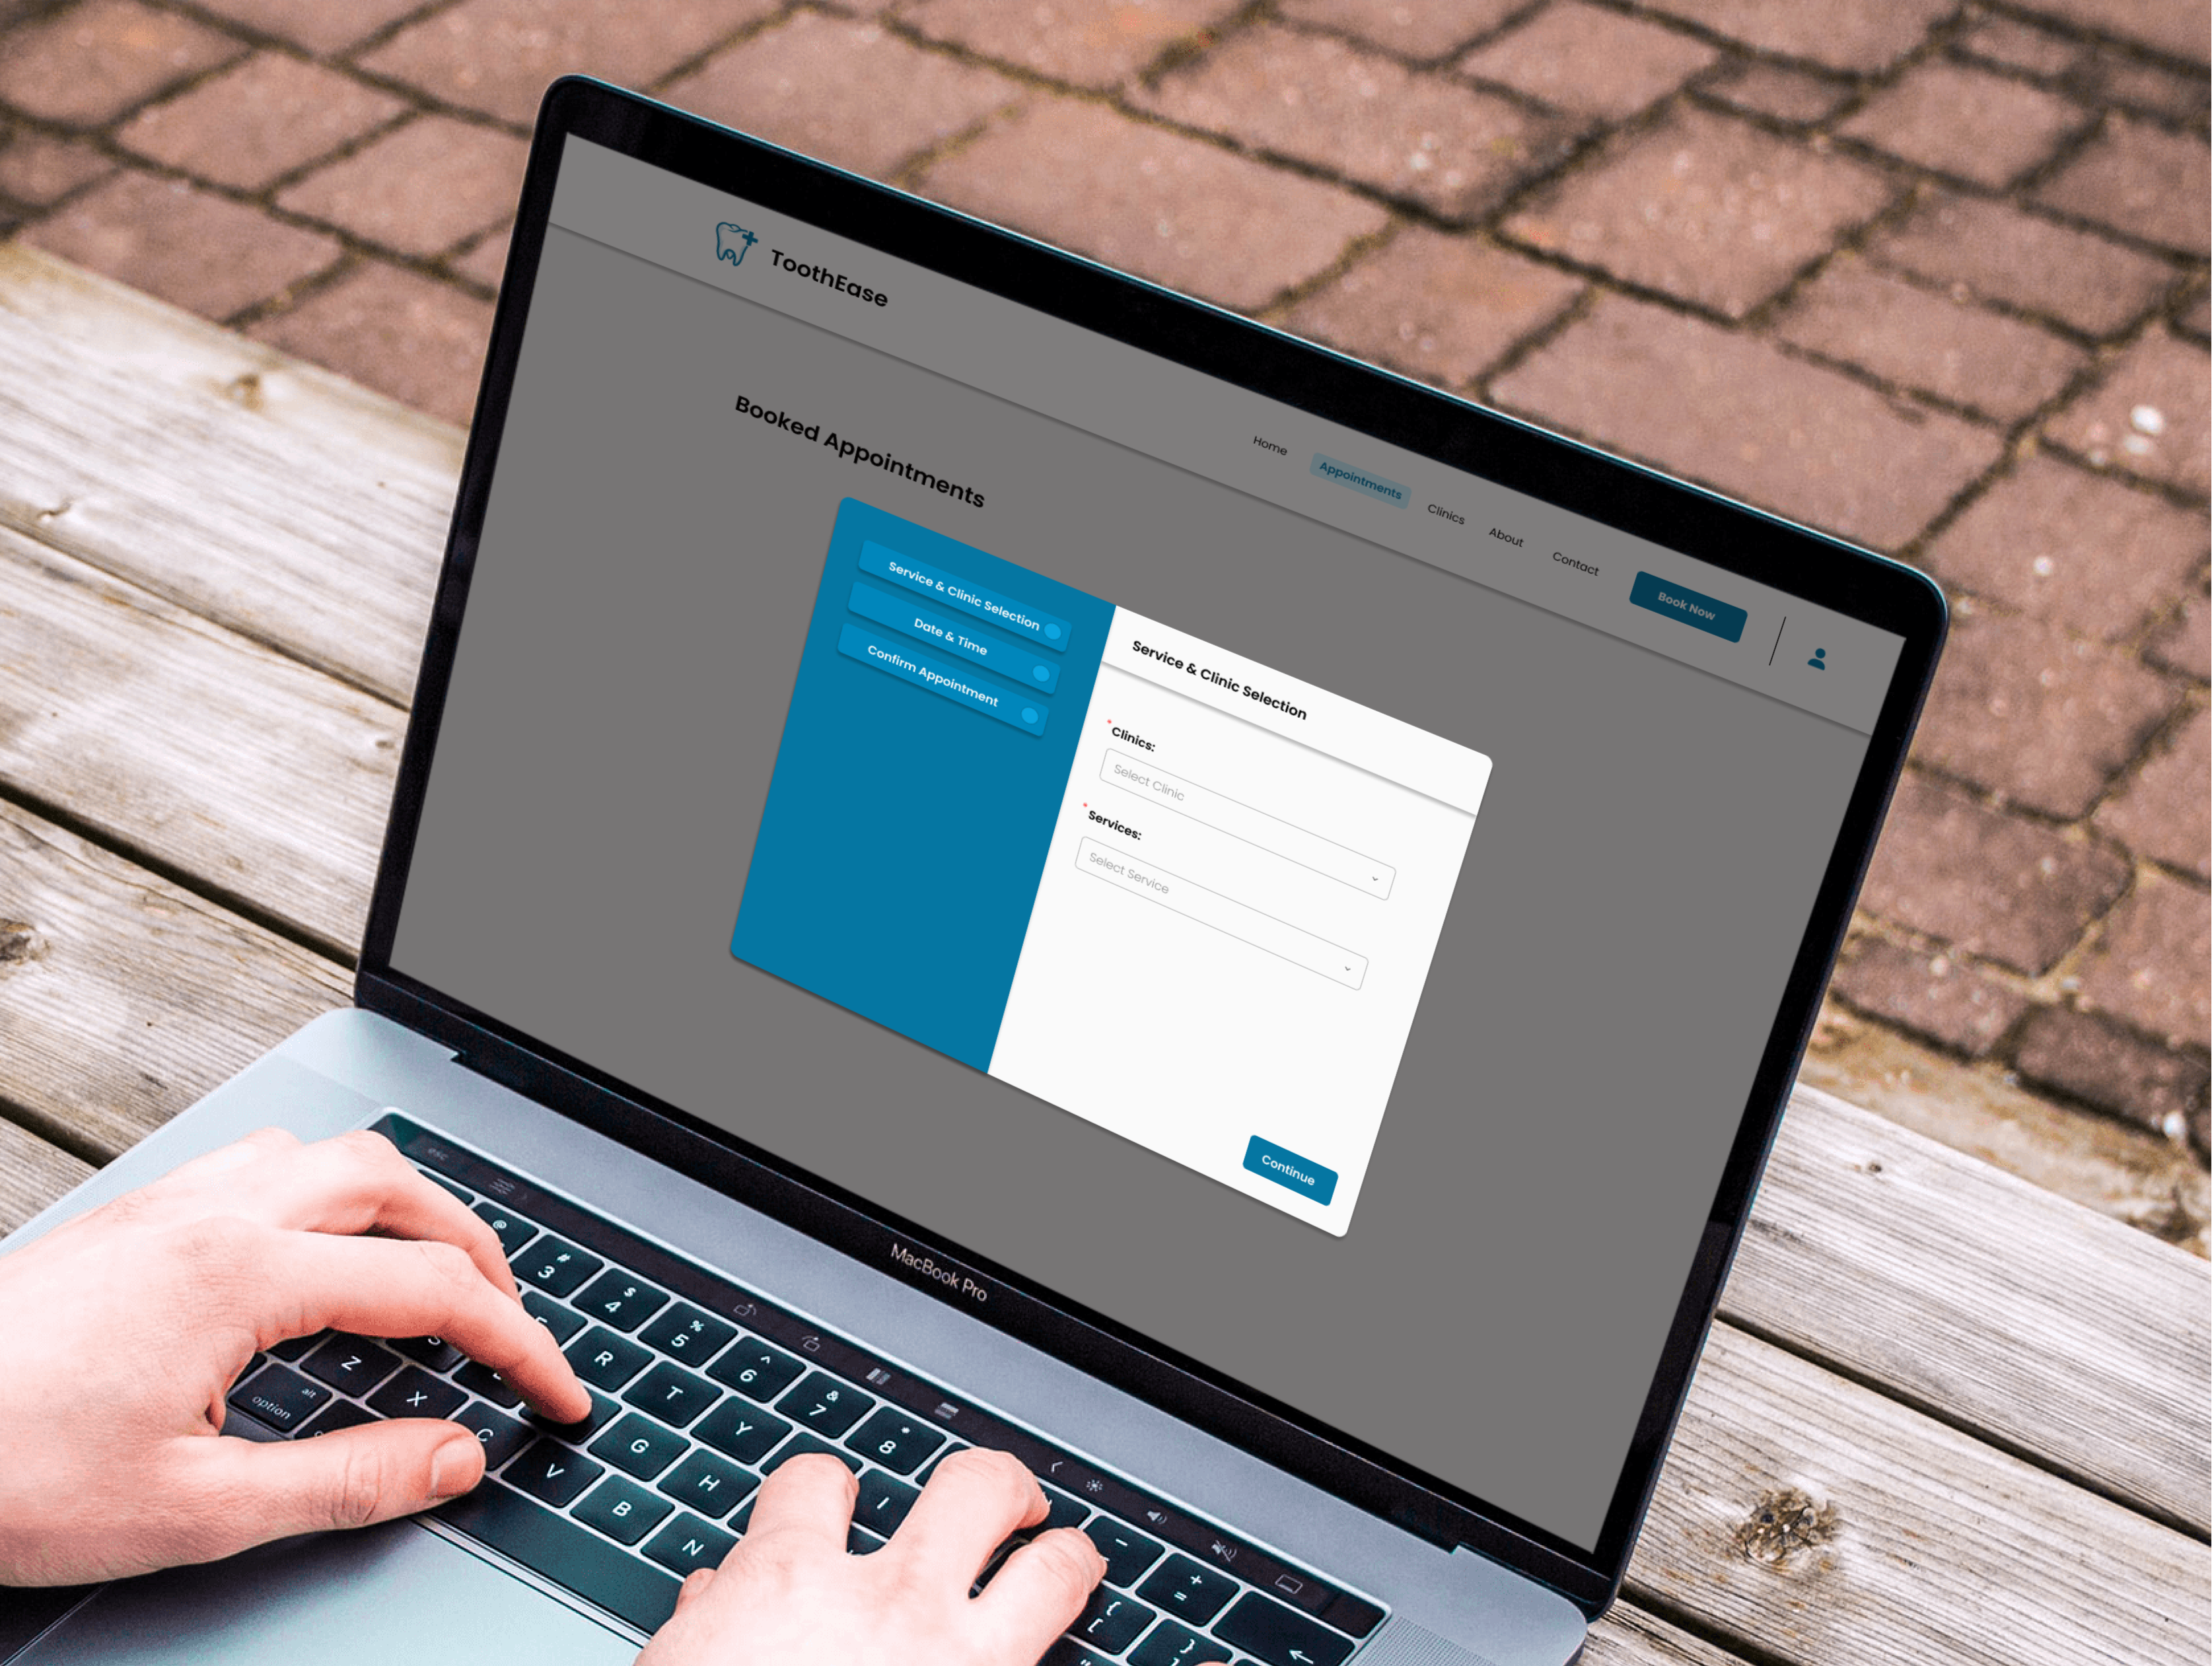 ToothEase
Home
Appointments
Clinics
About
Contact
Book Now
Booked Appointments
Service & Clinic Selection
Date & Time
Confirm Appointment
Service & Clinic Selection
* Clinics:
Select Clinic
* Services:
Select Service
Continue
MacBook Pro
esc
@
# 3
$ 4
% 5
^ 6
& 7
* 8
– 
+ =
R
T
Y
I
{ [
} ]
G
H
"
Z
X
C
V
B
N
alt
option